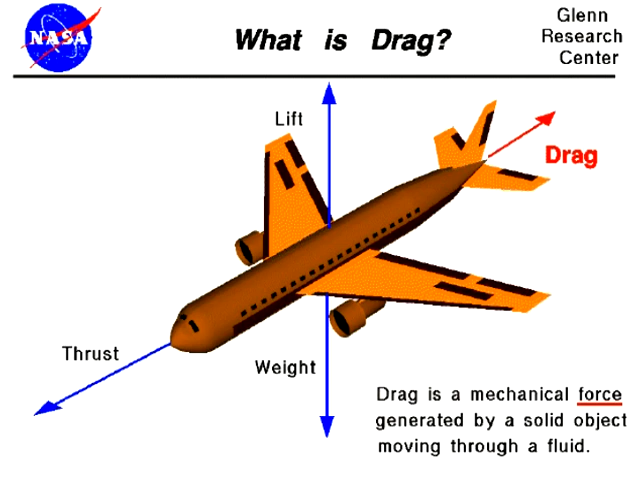 NASA
What is Drag?
Glenn
Research
Center
Lift
Drag
Thrust
Weight
Drag is a mechanical force
generated by a solid object
moving through a fluid.